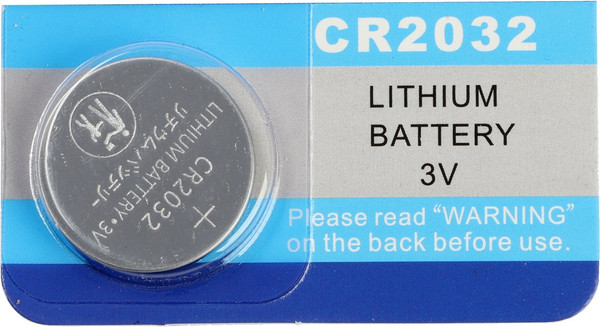 CR2032
LITHIUM
BATTERY
3V
Please read “WARNING”
on the back before use.
リチウムバッテリー
LITHIUM BATTERY•3V
CR2032
+